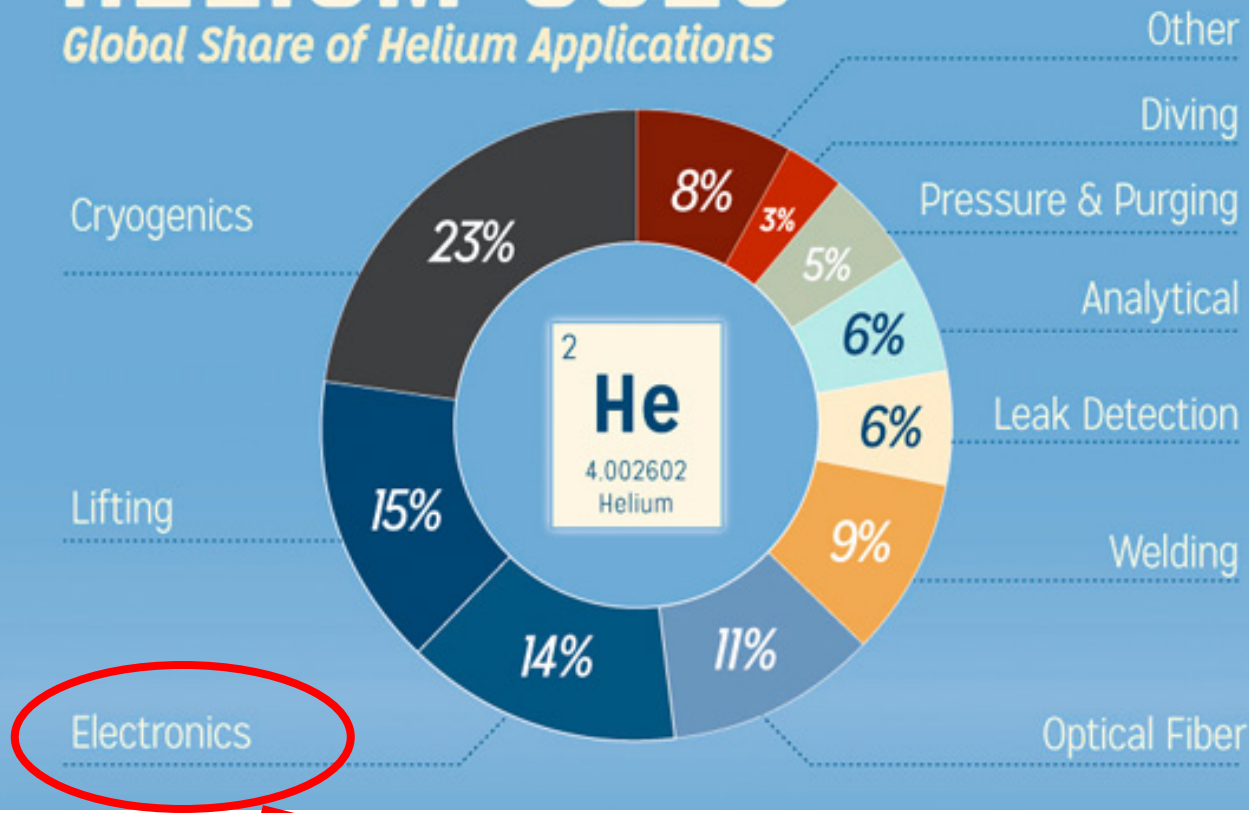 Global Share of Helium Applications
Other
Diving
Pressure & Purging
Analytical
Leak Detection
Welding
Optical Fiber
Cryogenics
Lifting
Electronics
8%
3%
5%
6%
6%
9%
11%
14%
15%
23%
2
He
4.002602
Helium